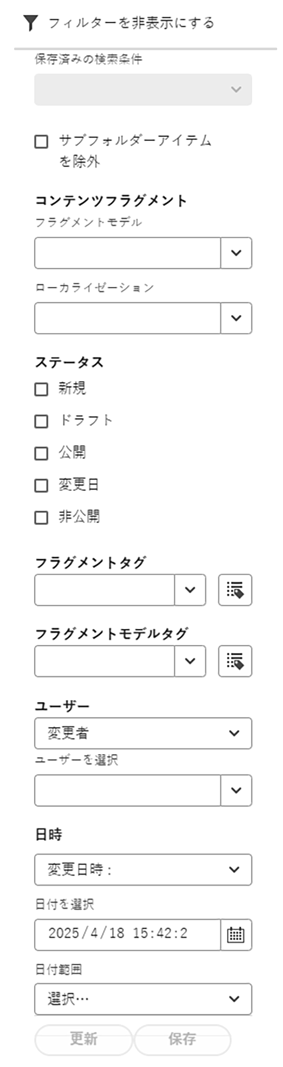 フィルターを非表示にする
保存済みの検索条件
サブフォルダーアイテム
を除外
コンテンツフラグメント
フラグメントモデル
ローカライゼーション
ステータス
新規
ドラフト
公開
変更日
非公開
フラグメントタグ
フラグメントモデルタグ
ユーザー
変更者
ユーザーを選択
日時
変更日時 :
日付を選択
2025/4/18 15:42:2
日付範囲
選択…
更新 保存